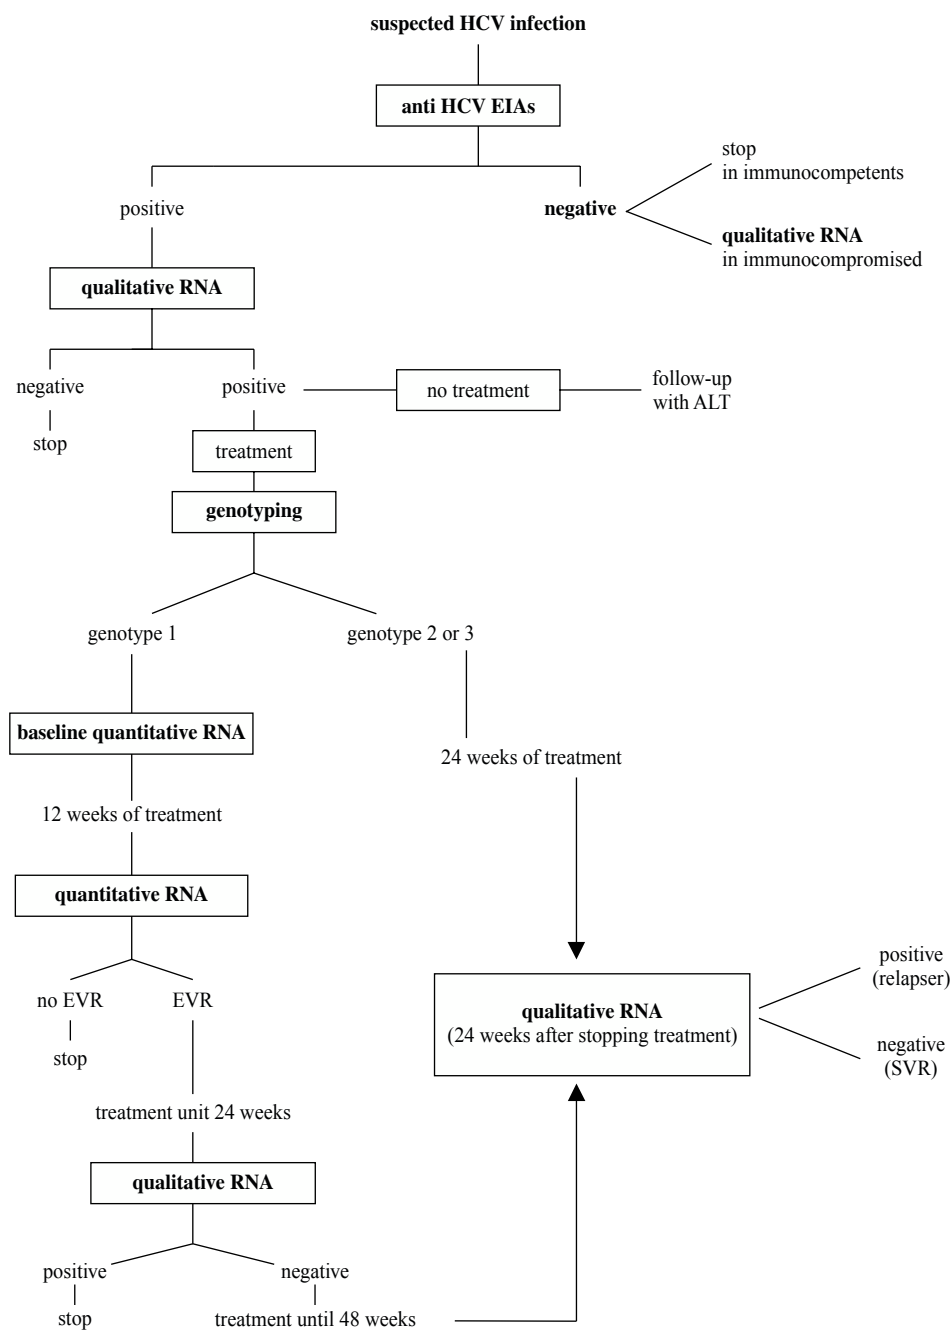 suspected HCV infection
anti HCV EIAs
stop
in immunocompetents
positive
negative
qualitative RNA
in immunocompromised
qualitative RNA
negative
positive
no treatment
follow-up
with ALT
stop
treatment
genotyping
genotype 1
genotype 2 or 3
baseline quantitative RNA
24 weeks of treatment
12 weeks of treatment
quantitative RNA
positive
(relapser)
no EVR
EVR
qualitative RNA
(24 weeks after stopping treatment)
stop
negative
(SVR)
treatment unit 24 weeks
qualitative RNA
positive
negative
stop
treatment until 48 weeks